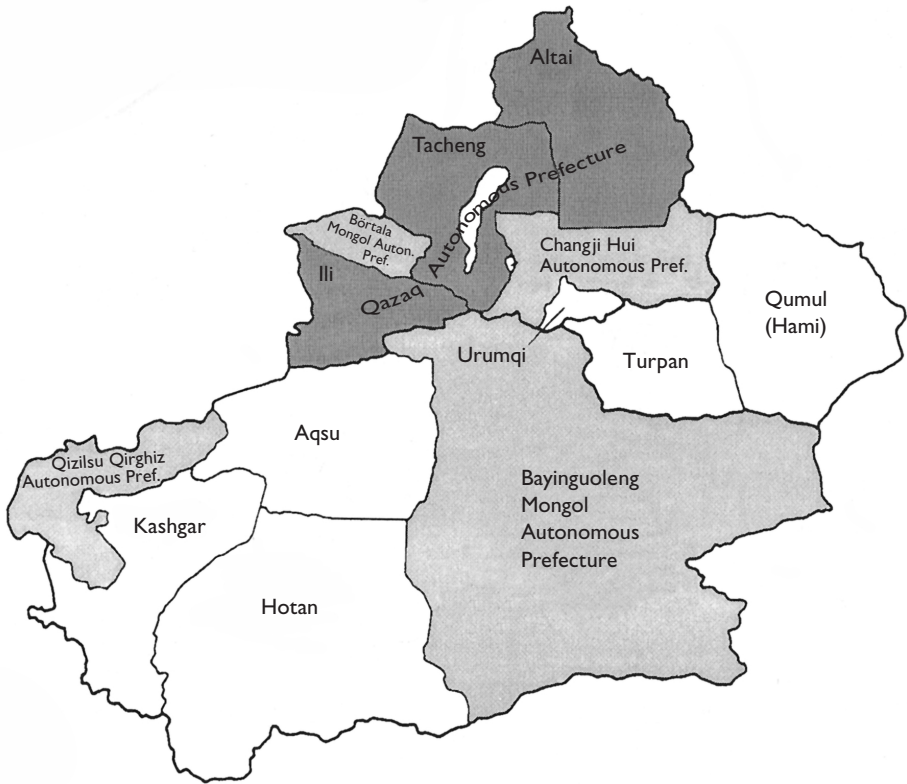 Altai
Tacheng
Qazaq Autonomous Prefecture
Börtala
Mongol Auton.
Pref.
Ili
Changji Hui
Autonomous Pref.
Qumul
(Hami)
Urumqi
Turpan
Aqsu
Qizilsu Qirghiz
Autonomous Pref.
Bayinguoleng
Mongol
Autonomous
Prefecture
Kashgar
Hotan